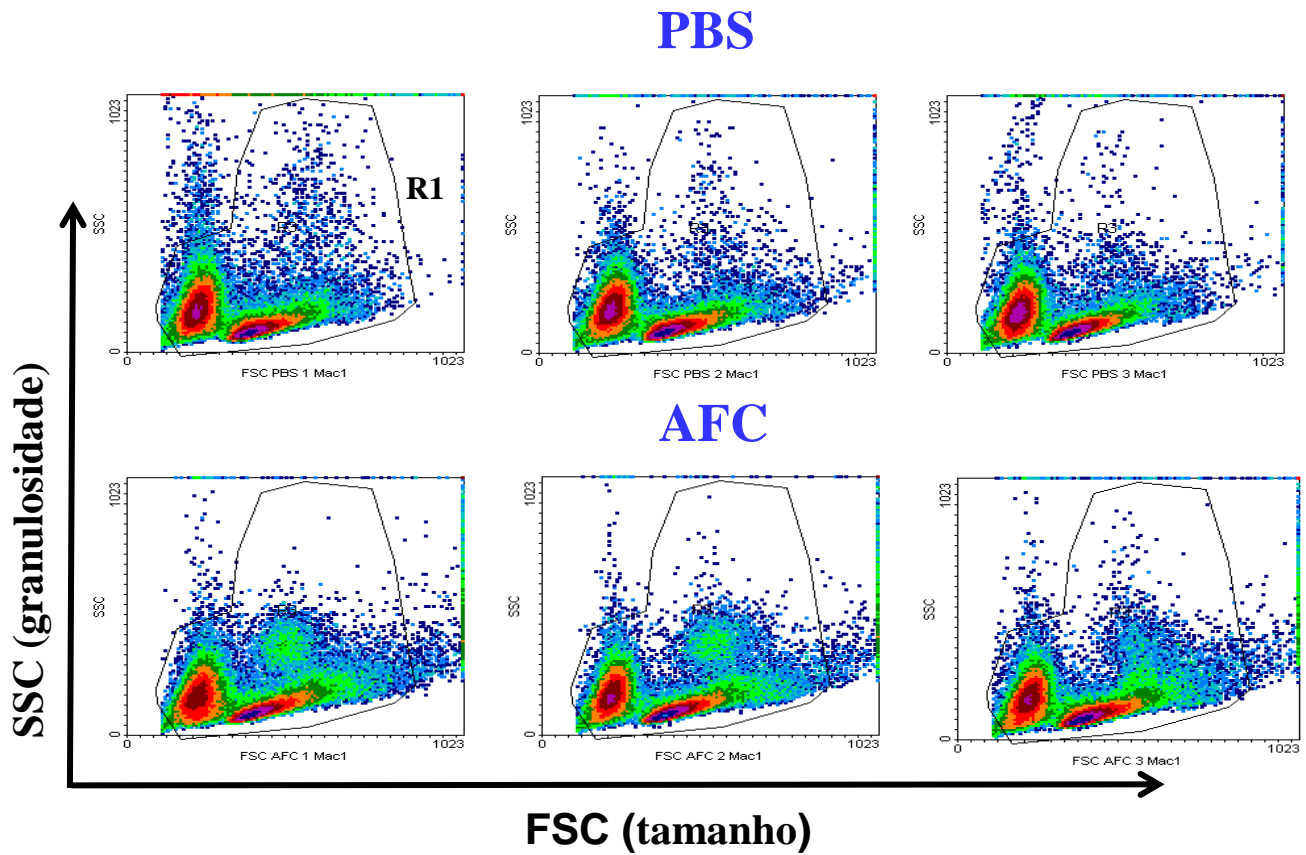 PBS
1023
SSC
R3
R1
0
1023
FSC PBS 1 Mac1
1023
SSC
0
1023
FSC PBS 2 Mac1
1023
SSC
R3
0
0
1023
FSC PBS 3 Mac1
AFC
1023
SSC
0
0
1023
FSC AFC 1 Mac1
1023
SSC
0
0
1023
FSC AFC 2 Mac1
1023
SSC
0
0
1023
FSC AFC 3 Mac1
SSC (granulosidade)
FSC (tamanho)